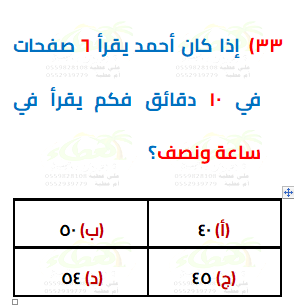 ٣٣) إذا كان أحمد يقرأ ٦ صفحات
في ١٠ دقائق فكم يقرأ في
ساعة ونصف؟
(أ) ٤٠
(ب) ٥٠
(ج) ٤٥
(د) ٥٤